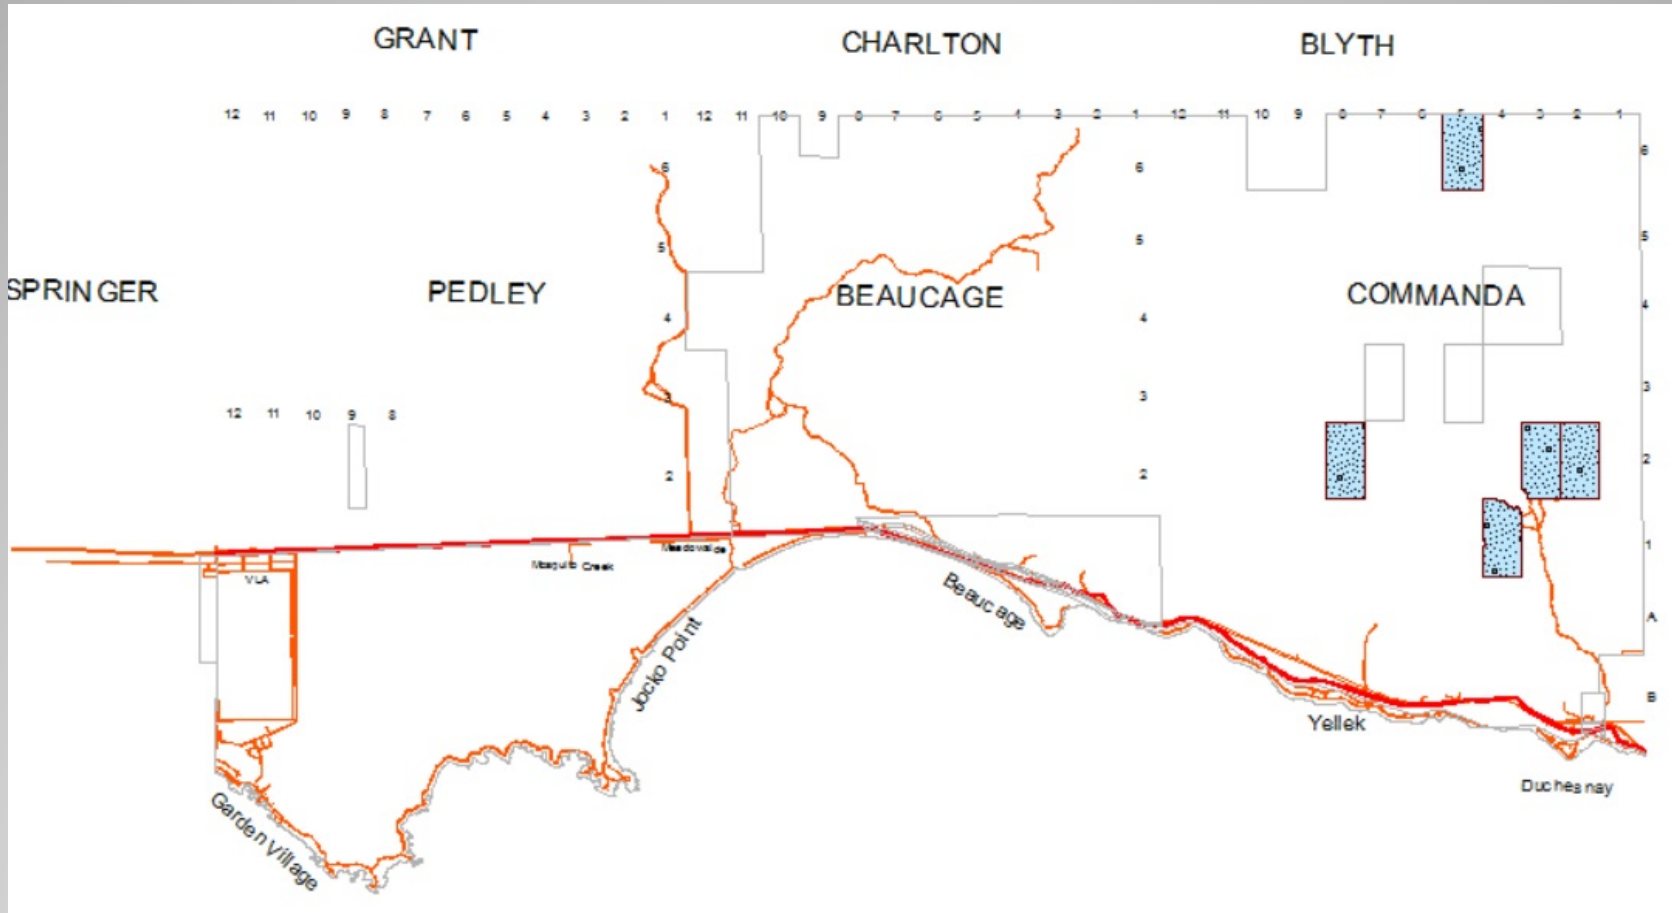 GRANT CHARLTON BLYTH
12 11 10 9 8 7 6 5 4 3 2 1 12 11 10 9 8 7 6 5 4 3 2 1 12 11 10 9 8 7 6 5 4 3 2 1
6 6 6
5 5 5
SPRINGER PEDLEY BEAUCAGE COMMANDA
4 4 4
3 3 3
12 11 10 9 8
2 2 2
1
Meadowside
Mosquito Creek
VLA
Beaucage
A
Jocko Point
B
Yellek
Duchesnay
Garden Village